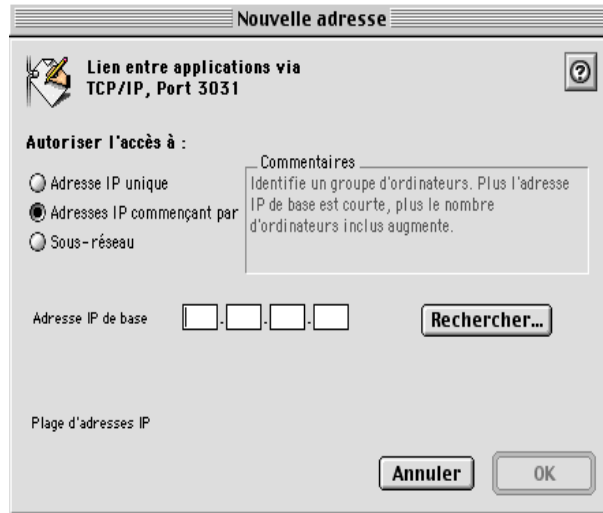 Nouvelle adresse
Lien entre applications via
TCP/IP, Port 3031
?
Autoriser l'accès à :
Adresse IP unique
Adresses IP commençant par
Sous-réseau
Commentaires
Identifie un groupe d'ordinateurs. Plus l'adresse
IP de base est courte, plus le nombre
d'ordinateurs inclus augmente.
Adresse IP de base
. . .
Rechercher...
Plage d'adresses IP
Annuler
OK